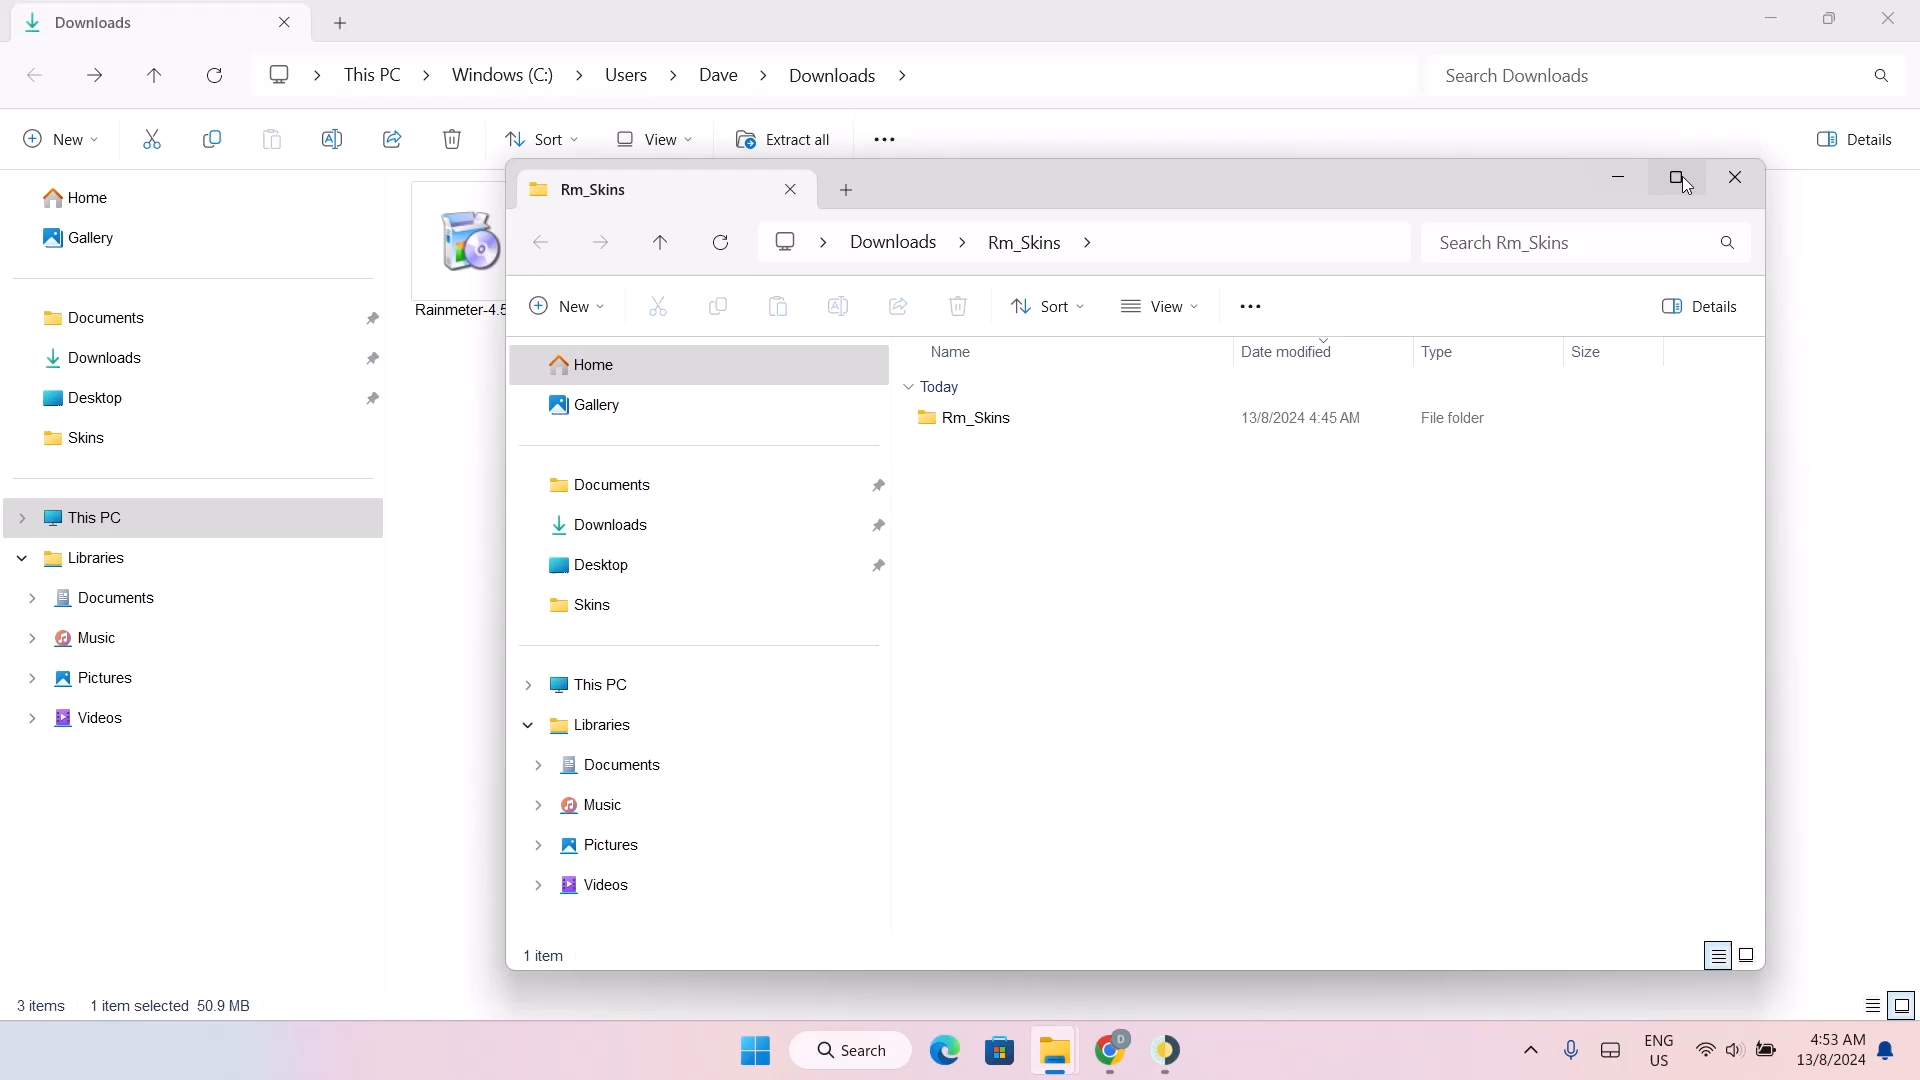 Downloads
This PC > Windows (C:) > Users > Dave > Downloads >
Search Downloads
New
Sort
View
Extract all
Details
Home
Gallery
Documents
Downloads
Desktop
Skins
This PC
Libraries
Documents
Music
Pictures
Videos
Rainmeter-4.5
Rm_Skins
Downloads > Rm_Skins >
Search Rm_Skins
New
Sort
View
Details
Home
Gallery
Documents
Downloads
Desktop
Skins
This PC
Libraries
Documents
Music
Pictures
Videos
Name Date modified Type Size
Today
Rm_Skins 13/8/2024 4:45 AM File folder
1 item
3 items 1 item selected 50.9 MB
Search
D
ENG
US
4:53 AM
13/8/2024